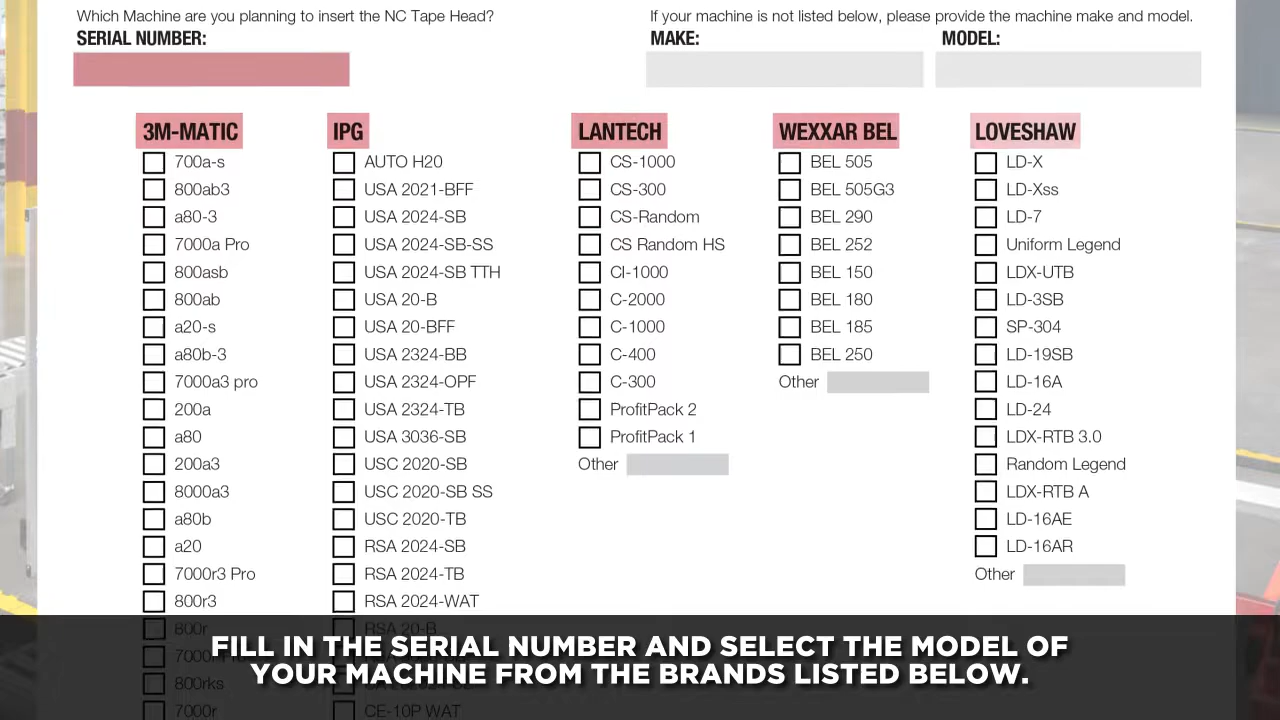 Which Machine are you planning to insert the NC Tape Head?
SERIAL NUMBER:
If your machine is not listed below, please provide the machine make and model.
MAKE:
MODEL:
3M-MATIC
700a-s
800ab3
a80-3
7000a Pro
800asb
800ab
a20-s
a80b-3
7000a3 pro
200a
a80
200a3
8000a3
a80b
a20
7000r3 Pro
800r3
800r
800rks
7000r
IPG
AUTO H20
USA 2021-BFF
USA 2024-SB
USA 2024-SB-SS
USA 2024-SB TTH
USA 20-B
USA 20-BFF
USA 2324-BB
USA 2324-OPF
USA 2324-TB
USA 3036-SB
USC 2020-SB
USC 2020-SB SS
USC 2020-TB
RSA 2024-SB
RSA 2024-TB
RSA 2024-WAT
RSA 20-B
CE-10P WAT
LANTECH
CS-1000
CS-300
CS-Random
CS Random HS
CI-1000
C-2000
C-1000
C-400
C-300
ProfitPack 2
ProfitPack 1
Other
WEXXAR BEL
BEL 505
BEL 505G3
BEL 290
BEL 252
BEL 150
BEL 180
BEL 185
BEL 250
Other
LOVESHAW
LD-X
LD-Xss
LD-7
Uniform Legend
LDX-UTB
LD-3SB
SP-304
LD-19SB
LD-16A
LD-24
LDX-RTB 3.0
Random Legend
LDX-RTB A
LD-16AE
LD-16AR
Other
FILL IN THE SERIAL NUMBER AND SELECT THE MODEL OF
YOUR MACHINE FROM THE BRANDS LISTED BELOW.